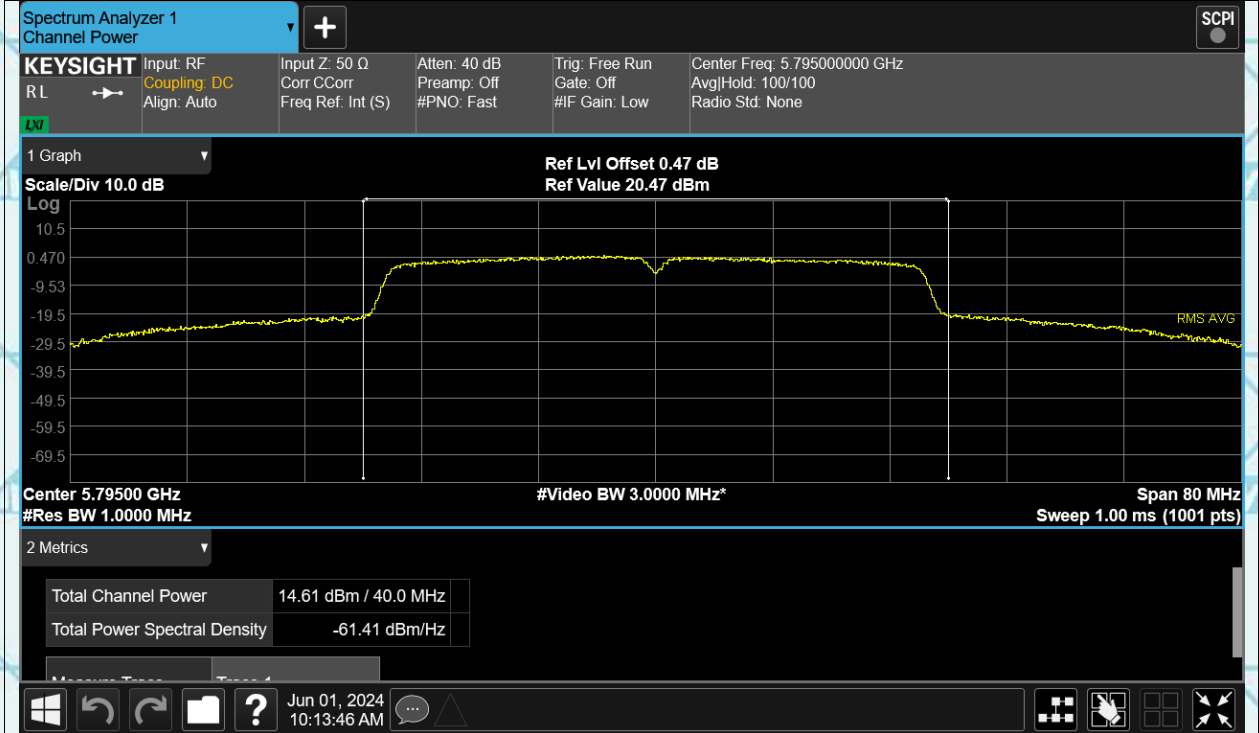 Spectrum Analyzer 1
Channel Power
SCPI
KEYSIGHT
R L
LXI
Input: RF
Coupling: DC
Align: Auto
Input Z: 50 Ω
Corr CCorr
Freq Ref: Int (S)
Atten: 40 dB
Preamp: Off
#PNO: Fast
Trig: Free Run
Gate: Off
#IF Gain: Low
Center Freq: 5.795000000 GHz
Avg|Hold: 100/100
Radio Std: None
1 Graph
Scale/Div 10.0 dB
Ref Lvl Offset 0.47 dB
Ref Value 20.47 dBm
Log
10.5
0.470
-9.53
-19.5
-29.5
-39.5
-49.5
-59.5
-69.5
RMS AVG
Center 5.79500 GHz
#Res BW 1.0000 MHz
#Video BW 3.0000 MHz*
Span 80 MHz
Sweep 1.00 ms (1001 pts)
2 Metrics
Total Channel Power 14.61 dBm / 40.0 MHz
Total Power Spectral Density -61.41 dBm/Hz
Measure Trace Trace 1
?
Jun 01, 2024
10:13:46 AM